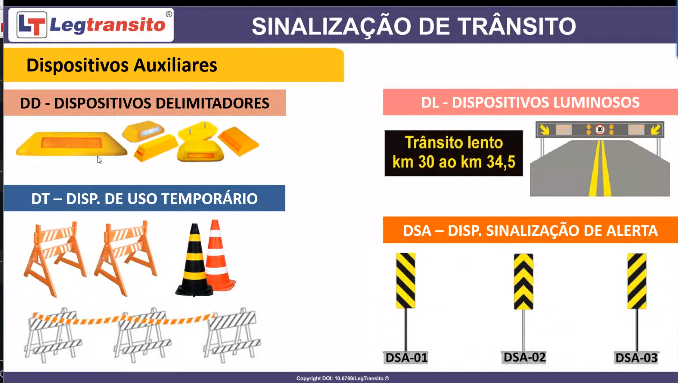 LT Legtransito®
SINALIZAÇÃO DE TRÂNSITO
Dispositivos Auxiliares
DD - DISPOSITIVOS DELIMITADORES
DT – DISP. DE USO TEMPORÁRIO
DL - DISPOSITIVOS LUMINOSOS
Trânsito lento
km 30 ao km 34,5
DSA – DISP. SINALIZAÇÃO DE ALERTA
DSA-01
DSA-02
DSA-03
Copyright DOI: 10.6789/LegTransito ©